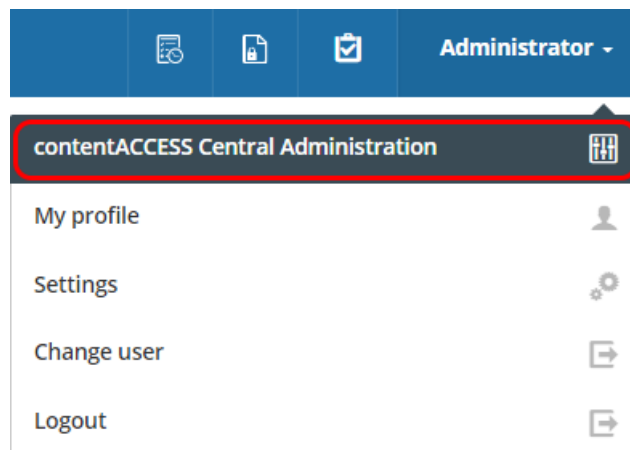 Administrator
contentACCESS Central Administration
My profile
Settings
Change user
Logout